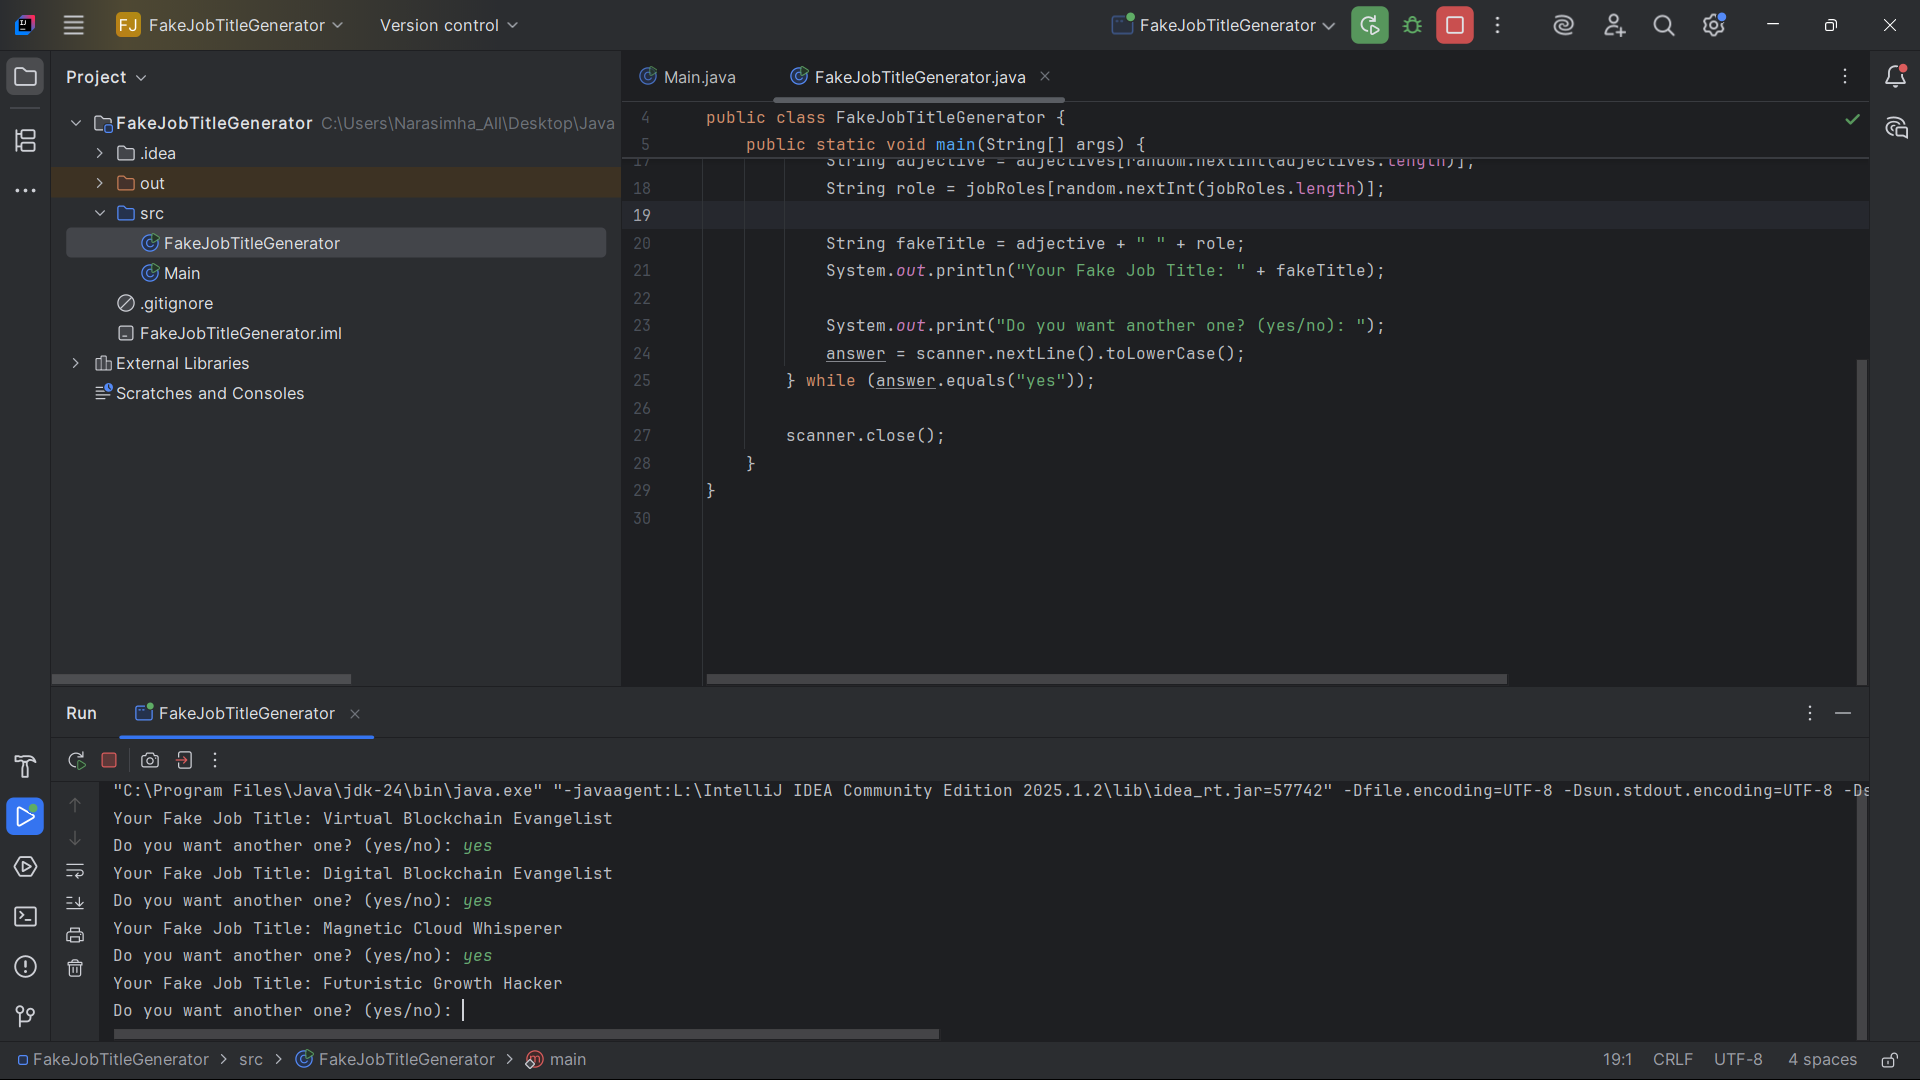 FJ FakeJobTitleGenerator Version control FakeJobTitleGenerator
Project
FakeJobTitleGenerator C:\Users\Narasimha_All\Desktop\Java
.idea
out
src
FakeJobTitleGenerator
Main
.gitignore
FakeJobTitleGenerator.iml
External Libraries
Scratches and Consoles
Main.java FakeJobTitleGenerator.java
4 public class FakeJobTitleGenerator {
5 public static void main(String[] args) {
17 String adjective = adjectives[random.nextInt(adjectives.length)];
18 String role = jobRoles[random.nextInt(jobRoles.length)];
19
20 String fakeTitle = adjective + " " + role;
21 System.out.println("Your Fake Job Title: " + fakeTitle);
22
23 System.out.print("Do you want another one? (yes/no): ");
24 answer = scanner.nextLine().toLowerCase();
25 } while (answer.equals("yes"));
26
27 scanner.close();
28 }
29 }
30
Run FakeJobTitleGenerator
"C:\Program Files\Java\jdk-24\bin\java.exe" "-javaagent:L:\IntelliJ IDEA Community Edition 2025.1.2\lib\idea_rt.jar=57742" -Dfile.encoding=UTF-8 -Dsun.stdout.encoding=UTF-8 -Ds
Your Fake Job Title: Virtual Blockchain Evangelist
Do you want another one? (yes/no): yes
Your Fake Job Title: Digital Blockchain Evangelist
Do you want another one? (yes/no): yes
Your Fake Job Title: Magnetic Cloud Whisperer
Do you want another one? (yes/no): yes
Your Fake Job Title: Futuristic Growth Hacker
Do you want another one? (yes/no):
FakeJobTitleGenerator > src > FakeJobTitleGenerator > main 19:1 CRLF UTF-8 4 spaces